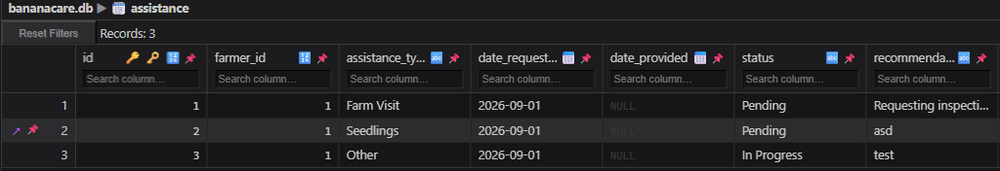 bananacare.db ▶ assistance
Reset Filters Records: 3
id farmer_id assistance_ty... date_request... date_provided status recommenda...
Search column... Search column... Search column... Search column... Search column... Search column... Search column...
1 1 1 Farm Visit 2026-09-01 NULL Pending Requesting inspecti...
2 2 1 Seedlings 2026-09-01 NULL Pending asd
3 3 1 Other 2026-09-01 NULL In Progress test